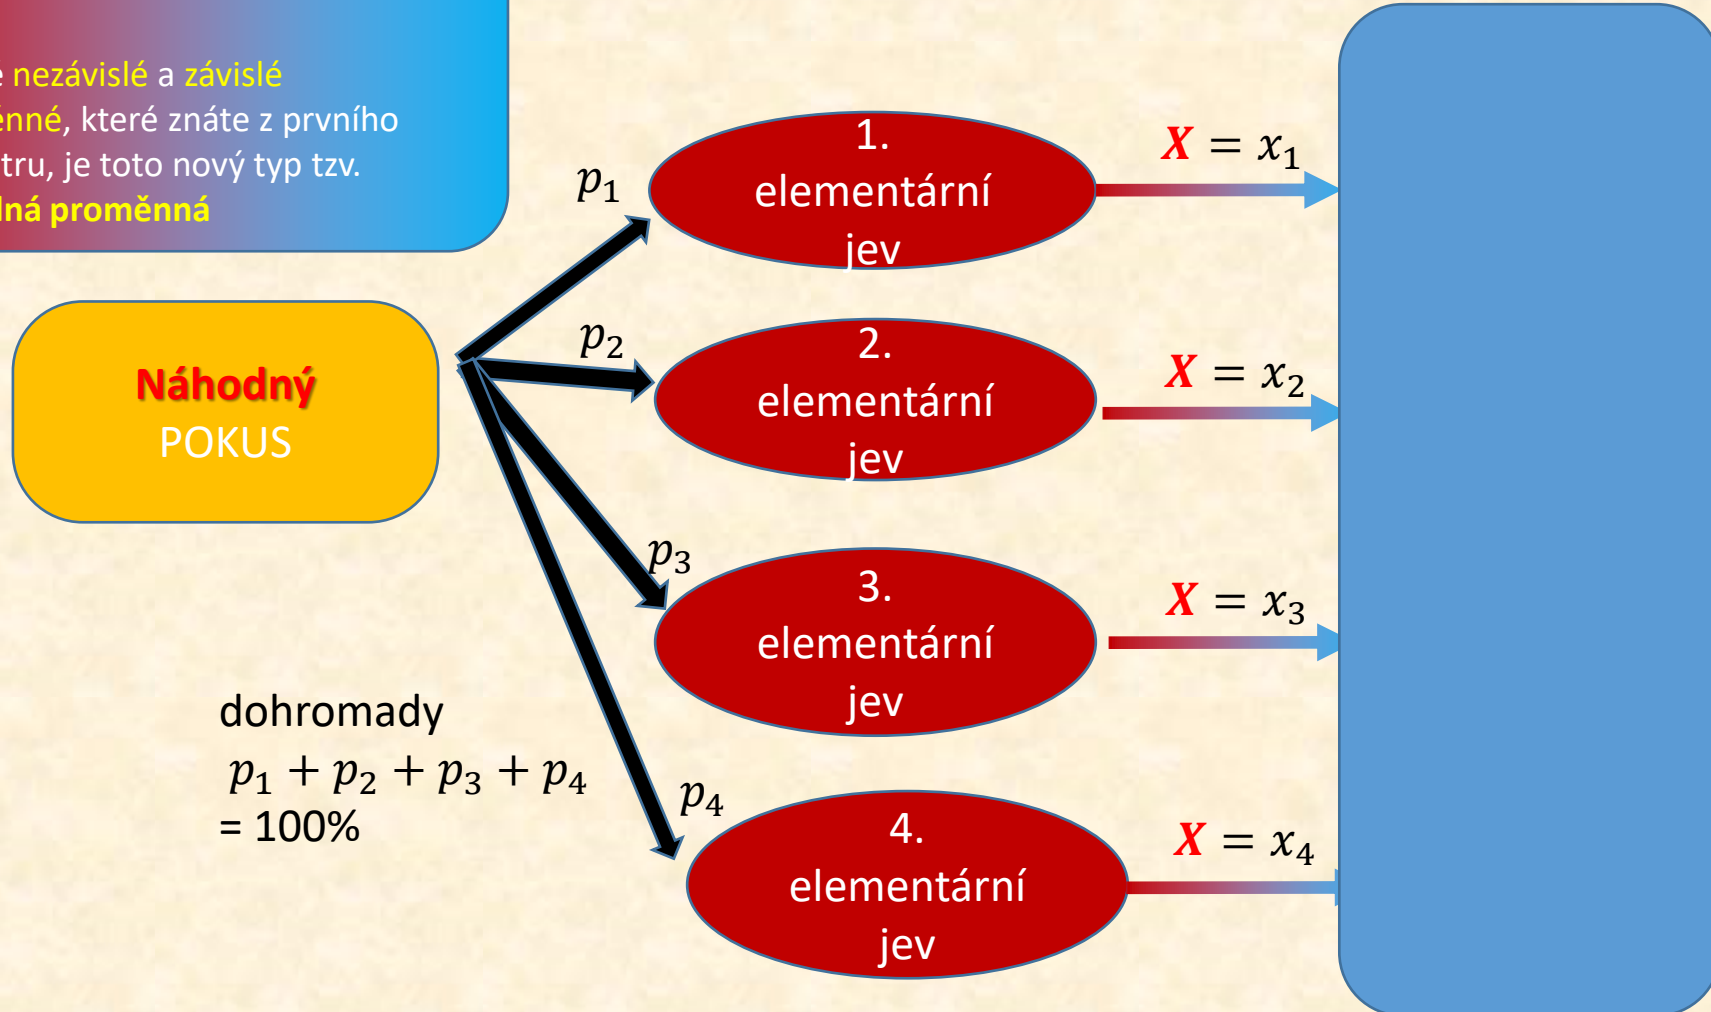 nezávislé a závislé
které znáte z prvního
je toto nový typ tzv.
proměnná
Náhodný
POKUS
p₁
1.
elementární
jev
X = x₁
p₂
2.
elementární
jev
X = x₂
p₃
3.
elementární
jev
X = x₃
dohromady
p₁ + p₂ + p₃ + p₄
= 100%
p₄
4.
elementární
jev
X = x₄